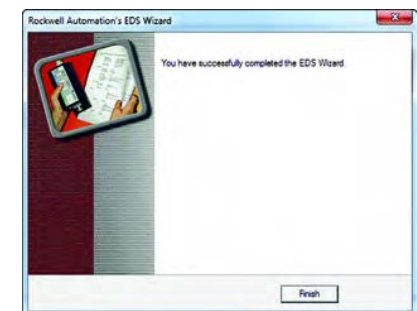 Rockwell Automation's EDS Wizard
You have successfully completed the EDS Wizard
Finish